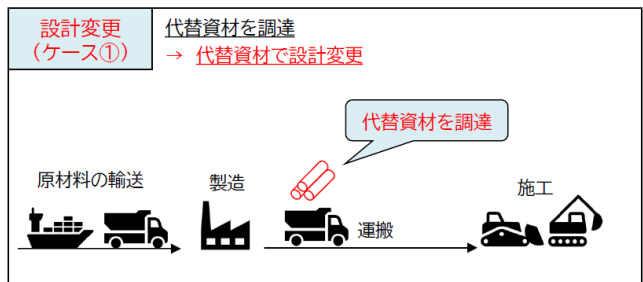 設計変更
(ケース①)
代替資材を調達
→ 代替資材で設計変更
代替資材を調達
原材料の輸送
製造
運搬
施工